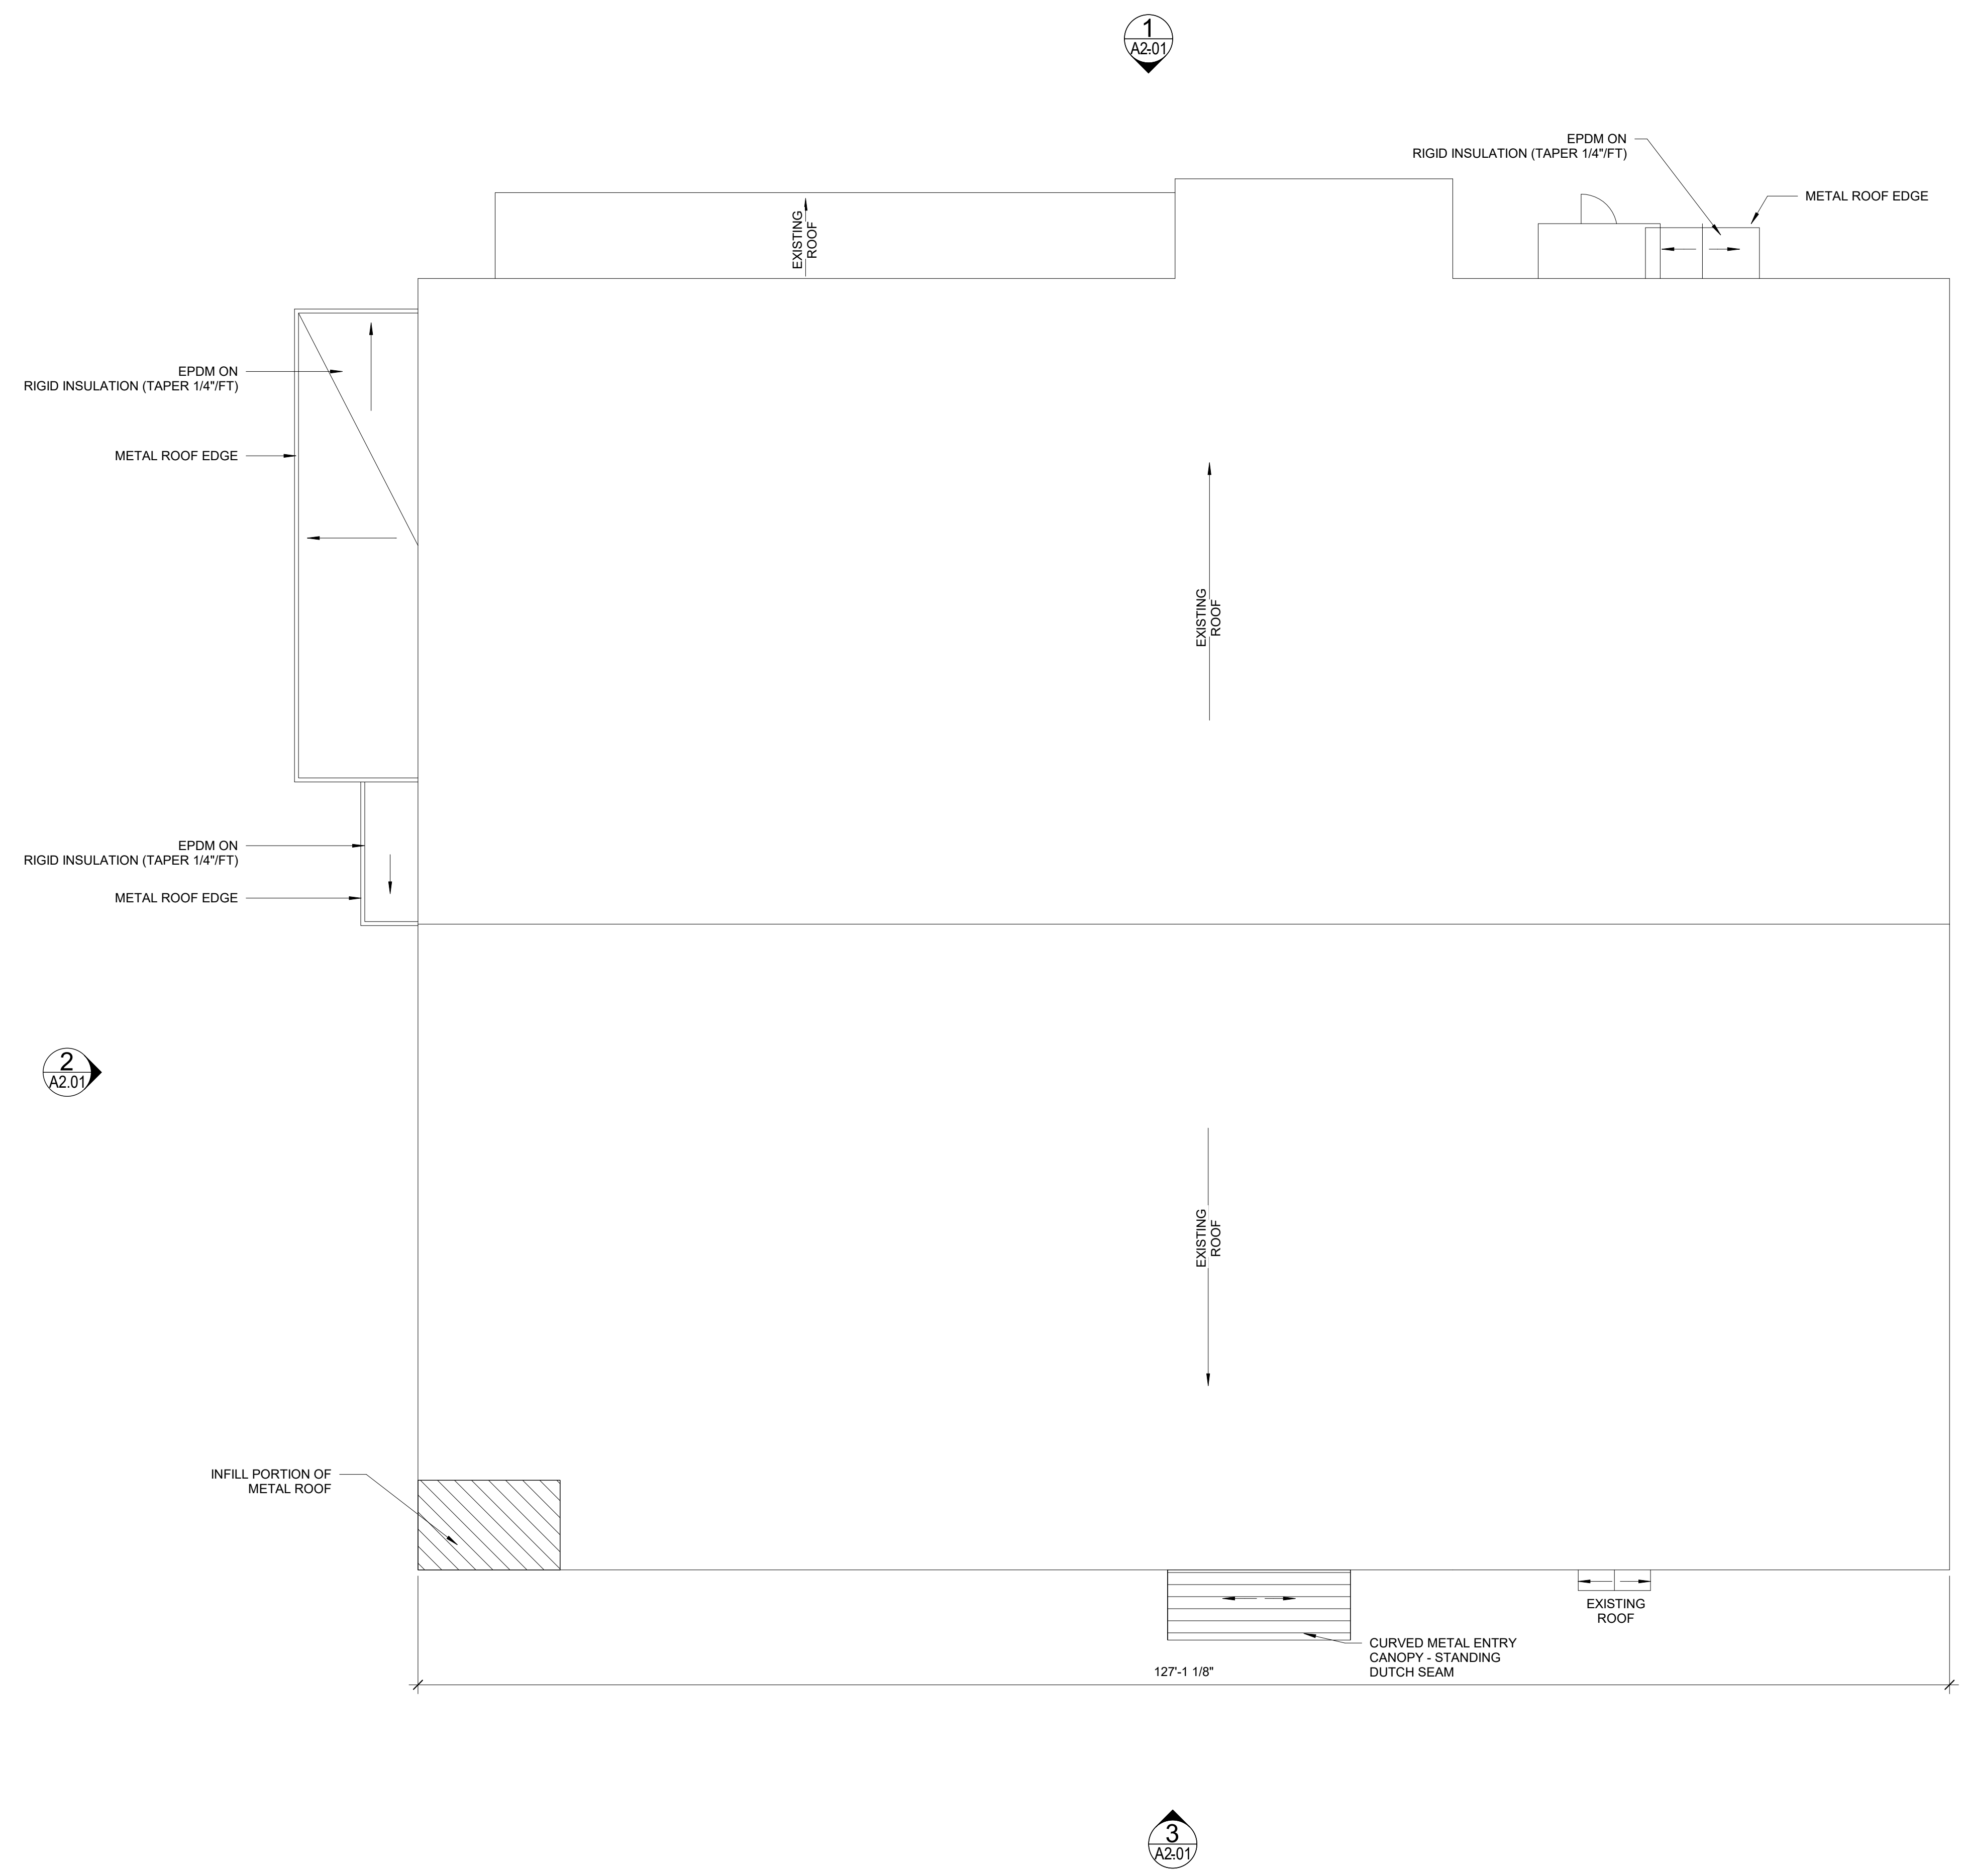 1
A2.01
EPDM ON
RIGID INSULATION (TAPER 1/4"/FT)
METAL ROOF EDGE
EXISTING
ROOF
EPDM ON
RIGID INSULATION (TAPER 1/4"/FT)
METAL ROOF EDGE
EXISTING
ROOF
EPDM ON
RIGID INSULATION (TAPER 1/4"/FT)
METAL ROOF EDGE
2
A2.01
EXISTING
ROOF
INFILL PORTION OF
METAL ROOF
EXISTING
ROOF
CURVED METAL ENTRY
CANOPY - STANDING
DUTCH SEAM
127'-1 1/8"
3
A2.01